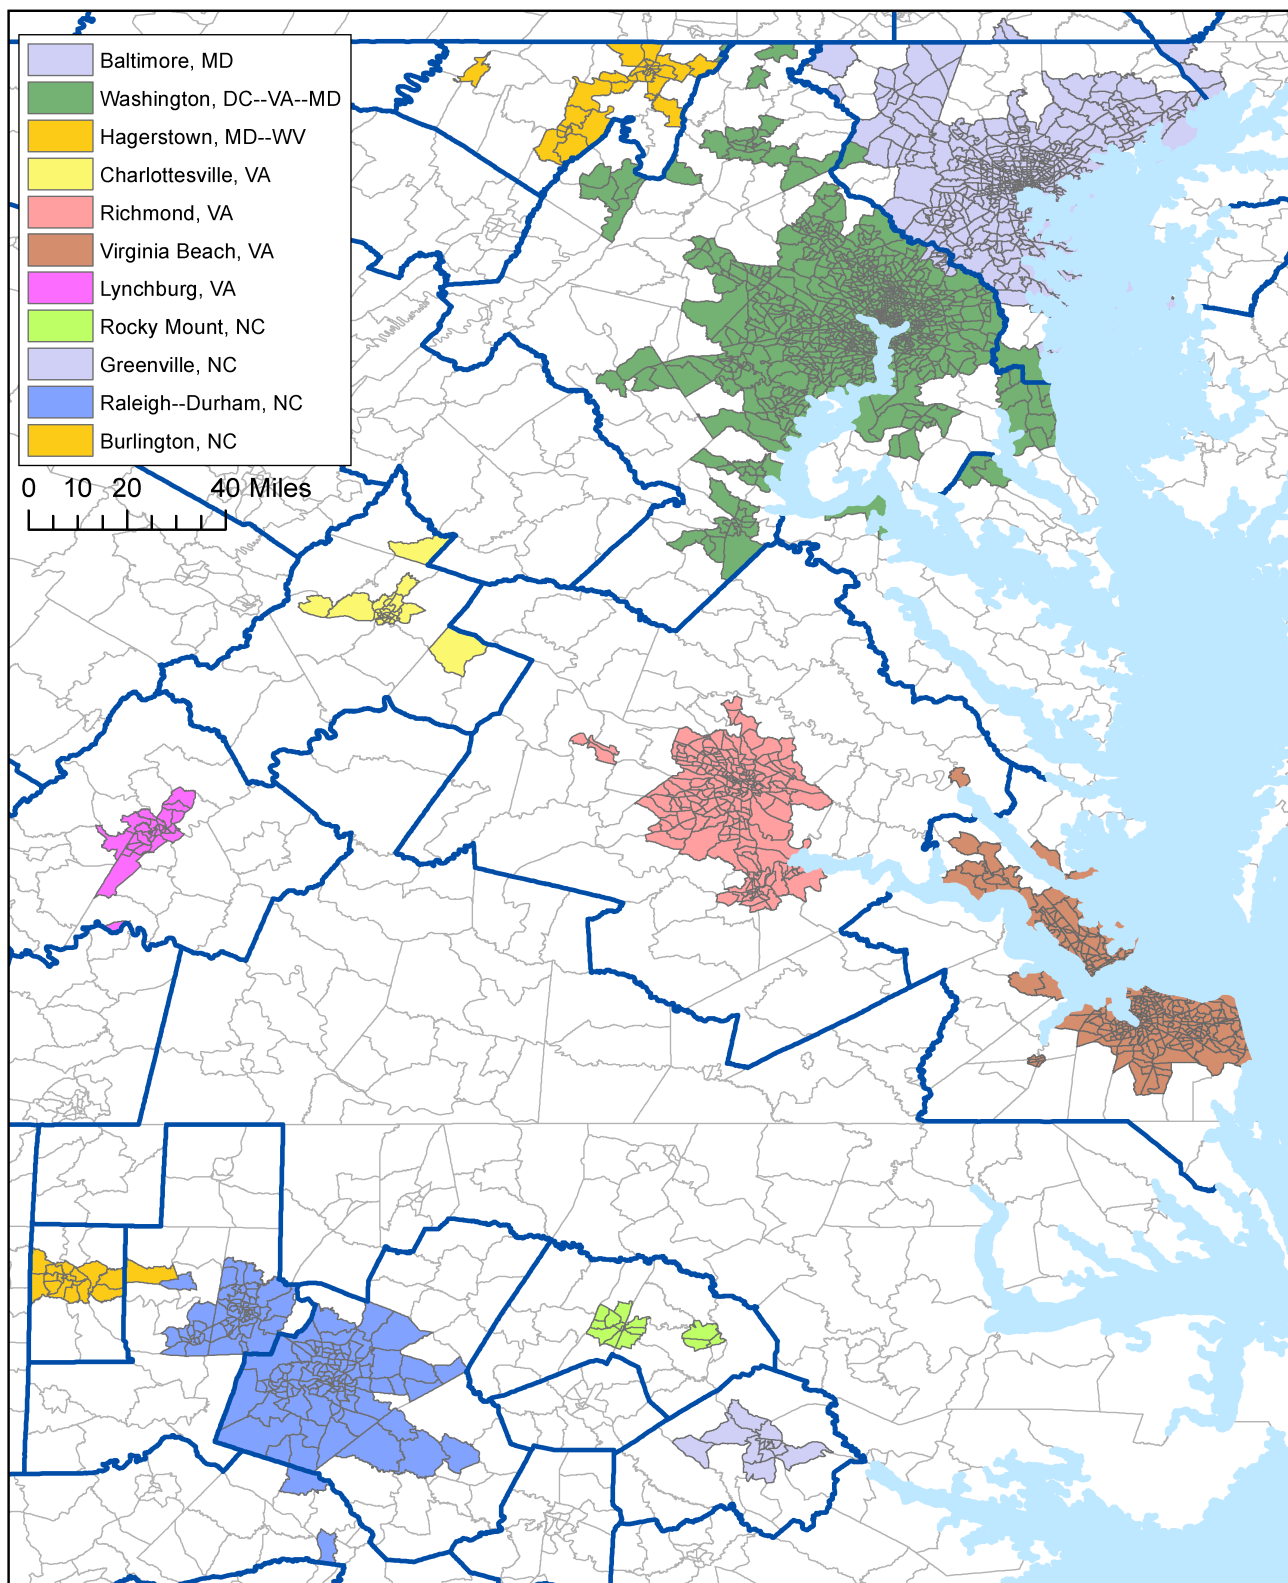 Baltimore, MD
Washington, DC--VA--MD
Hagerstown, MD--WV
Charlottesville, VA
Richmond, VA
Virginia Beach, VA
Lynchburg, VA
Rocky Mount, NC
Greenville, NC
Raleigh--Durham, NC
Burlington, NC
0 10 20 40 Miles